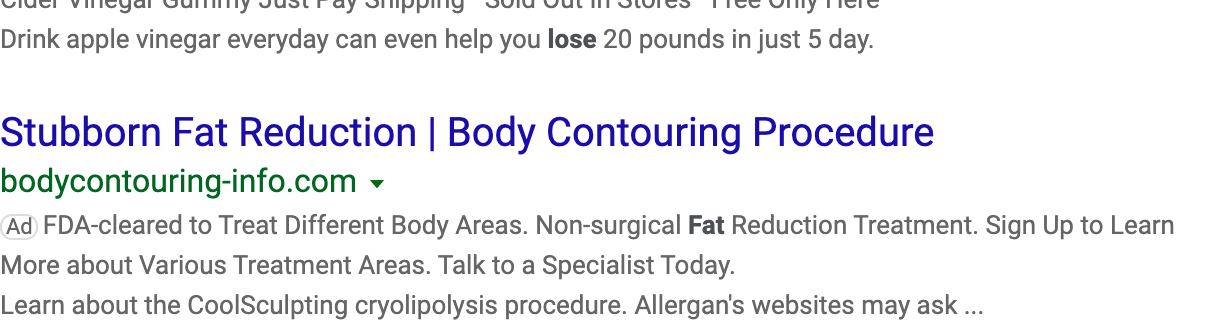 Cider Vinegar Gummy Just Pay Shipping Sold Out In Stores Free Only Here
Drink apple vinegar everyday can even help you lose 20 pounds in just 5 day.
Stubborn Fat Reduction | Body Contouring Procedure
bodycontouring-info.com
Ad FDA-cleared to Treat Different Body Areas. Non-surgical Fat Reduction Treatment. Sign Up to Learn
More about Various Treatment Areas. Talk to a Specialist Today.
Learn about the CoolSculpting cryolipolysis procedure. Allergan's websites may ask ...